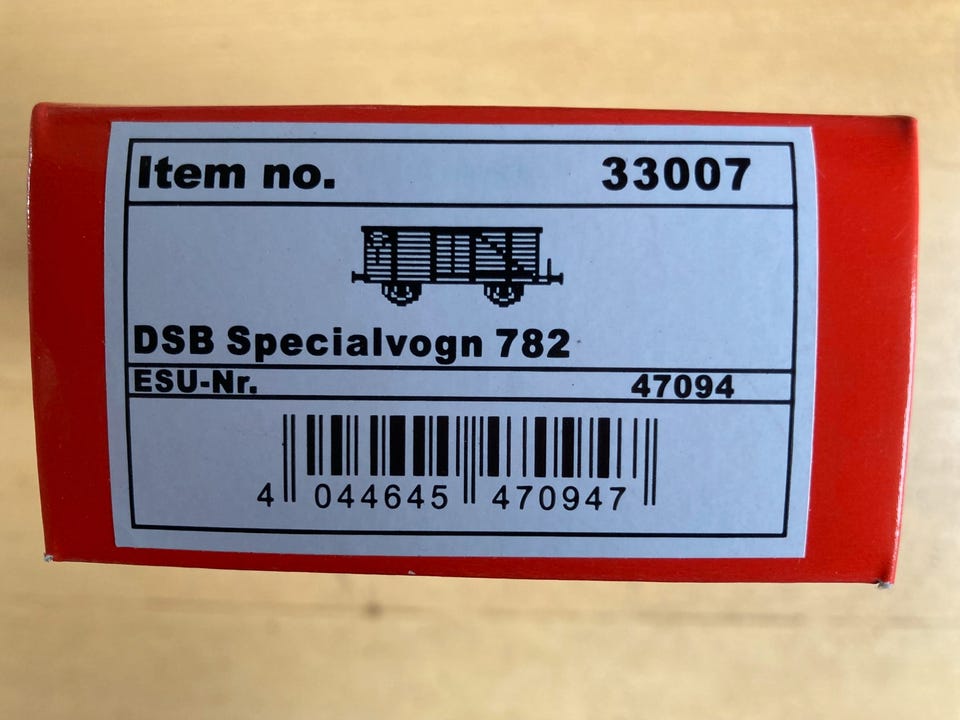 Item no. 33007
DSB Specialvogn 782
ESU-Nr. 47094
4 044645 470947